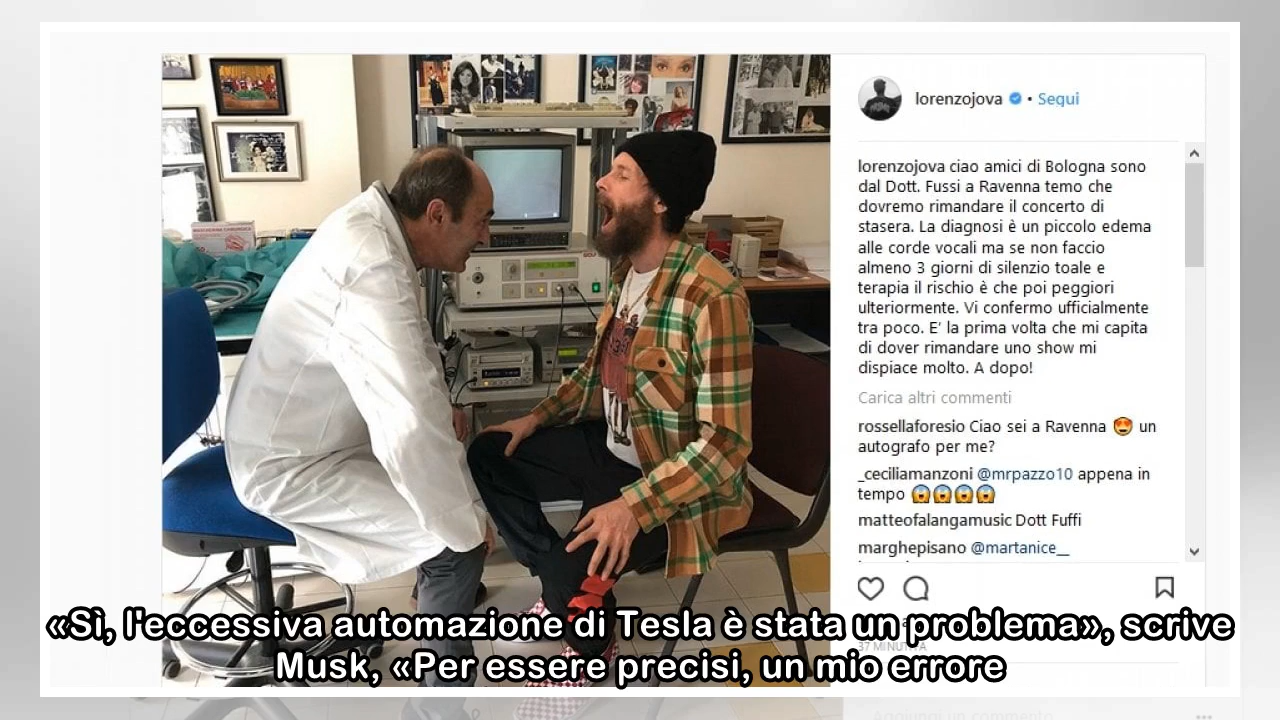 lorenzojova • Segui
lorenzojova ciao amici di Bologna sono
dal Dott. Fussi a Ravenna temo che
dovremo rimandare il concerto di
stasera. La diagnosi è un piccolo edema
alle corde vocali ma se non faccio
almeno 3 giorni di silenzio toale e
terapia il rischio è che poi peggiori
ulteriormente. Vi confermo ufficialmente
tra poco. E' la prima volta che mi capita
di dover rimandare uno show mi
dispiace molto. A dopo!
Carica altri commenti
rossellaforesio Ciao sei a Ravenna 😍 un
autografo per me?
_ceciliamanzoni @mrpazzo10 appena in
tempo 😱😱😱😱
matteofalangamusic Dott Fuffi
marghepisano @martanice__
37 MINUTI
«Sì, l'eccessiva automazione di Tesla è stata un problema», scrive
Musk, «Per essere precisi, un mio errore
Aggiungi un commento